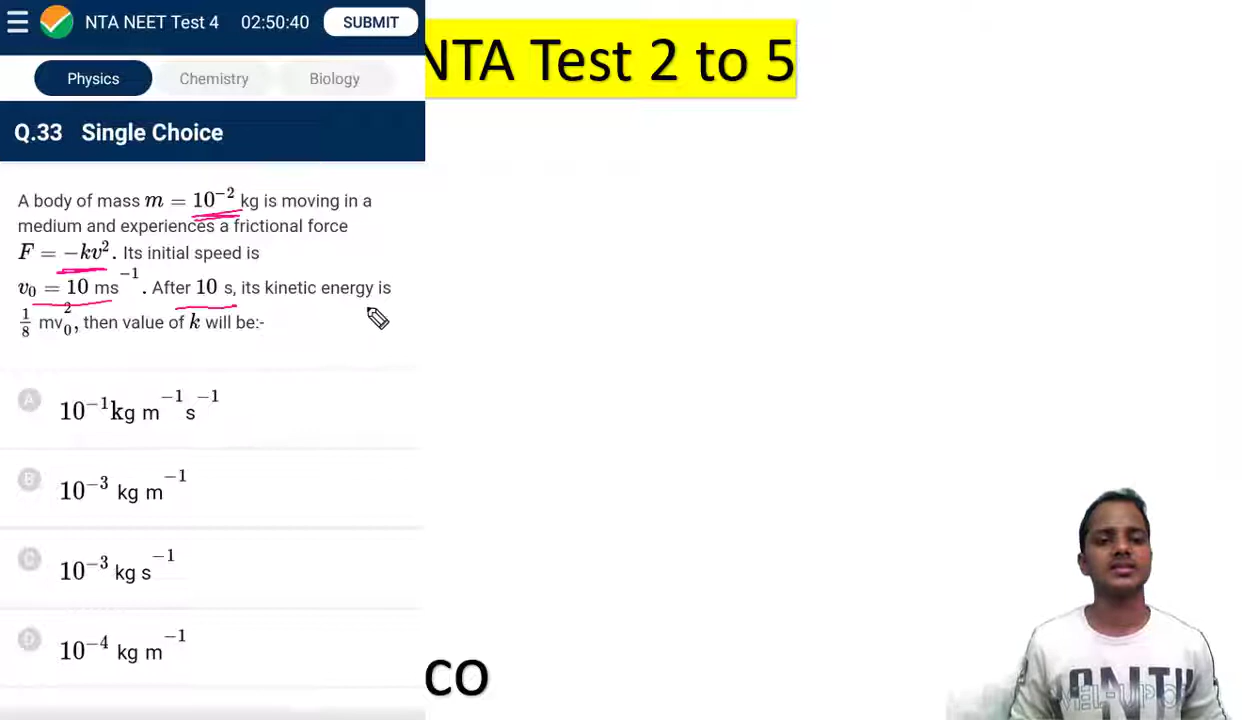 NTA NEET Test 4 02:50:40 SUBMIT
NTA Test 2 to 5
Physics Chemistry Biology
Q.33 Single Choice
A body of mass m = 10⁻² kg is moving in a
medium and experiences a frictional force
F = −kv². Its initial speed is
v₀ = 10 ms⁻¹. After 10 s, its kinetic energy is
1/8 mv₀², then value of k will be:-
A 10⁻¹kg m⁻¹s⁻¹
B 10⁻³ kg m⁻¹
C 10⁻³ kg s⁻¹
D 10⁻⁴ kg m⁻¹
co